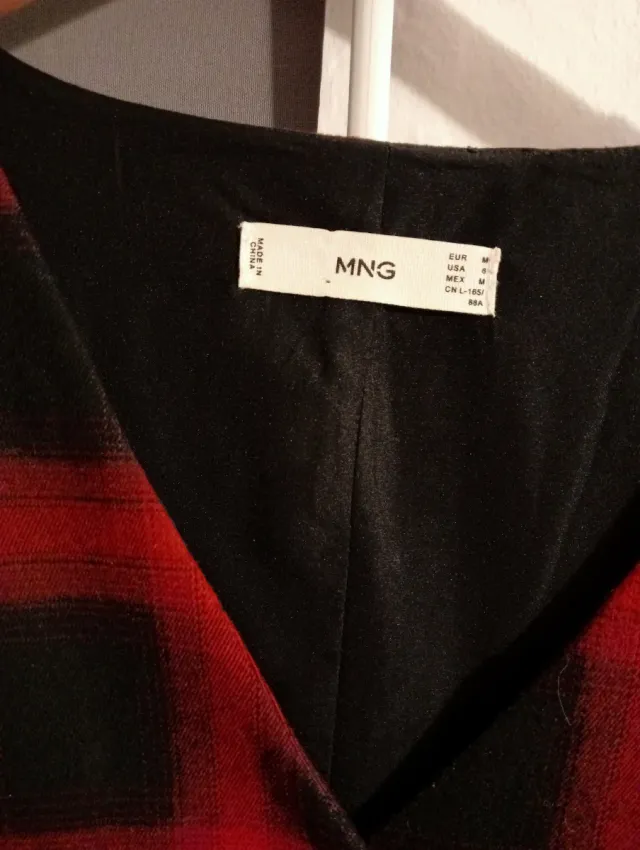 MADE IN
CHINA
MNG
EUR M
USA 6
MEX M
CN L-165/
88A